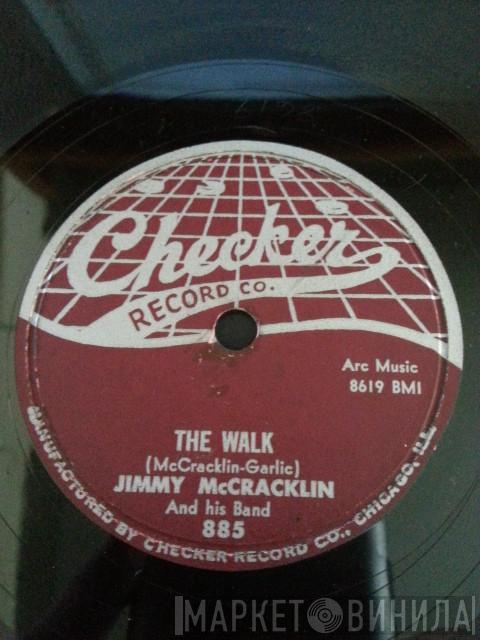 Checker
RECORD CO.
Arc Music
8619 BMI
THE WALK
(McCracklin-Garlic)
JIMMY McCRACKLIN
And his Band
885
MANUFACTURED BY CHECKER RECORD CO., CHICAGO, ILL.
МАРКЕТ ВИНИЛА